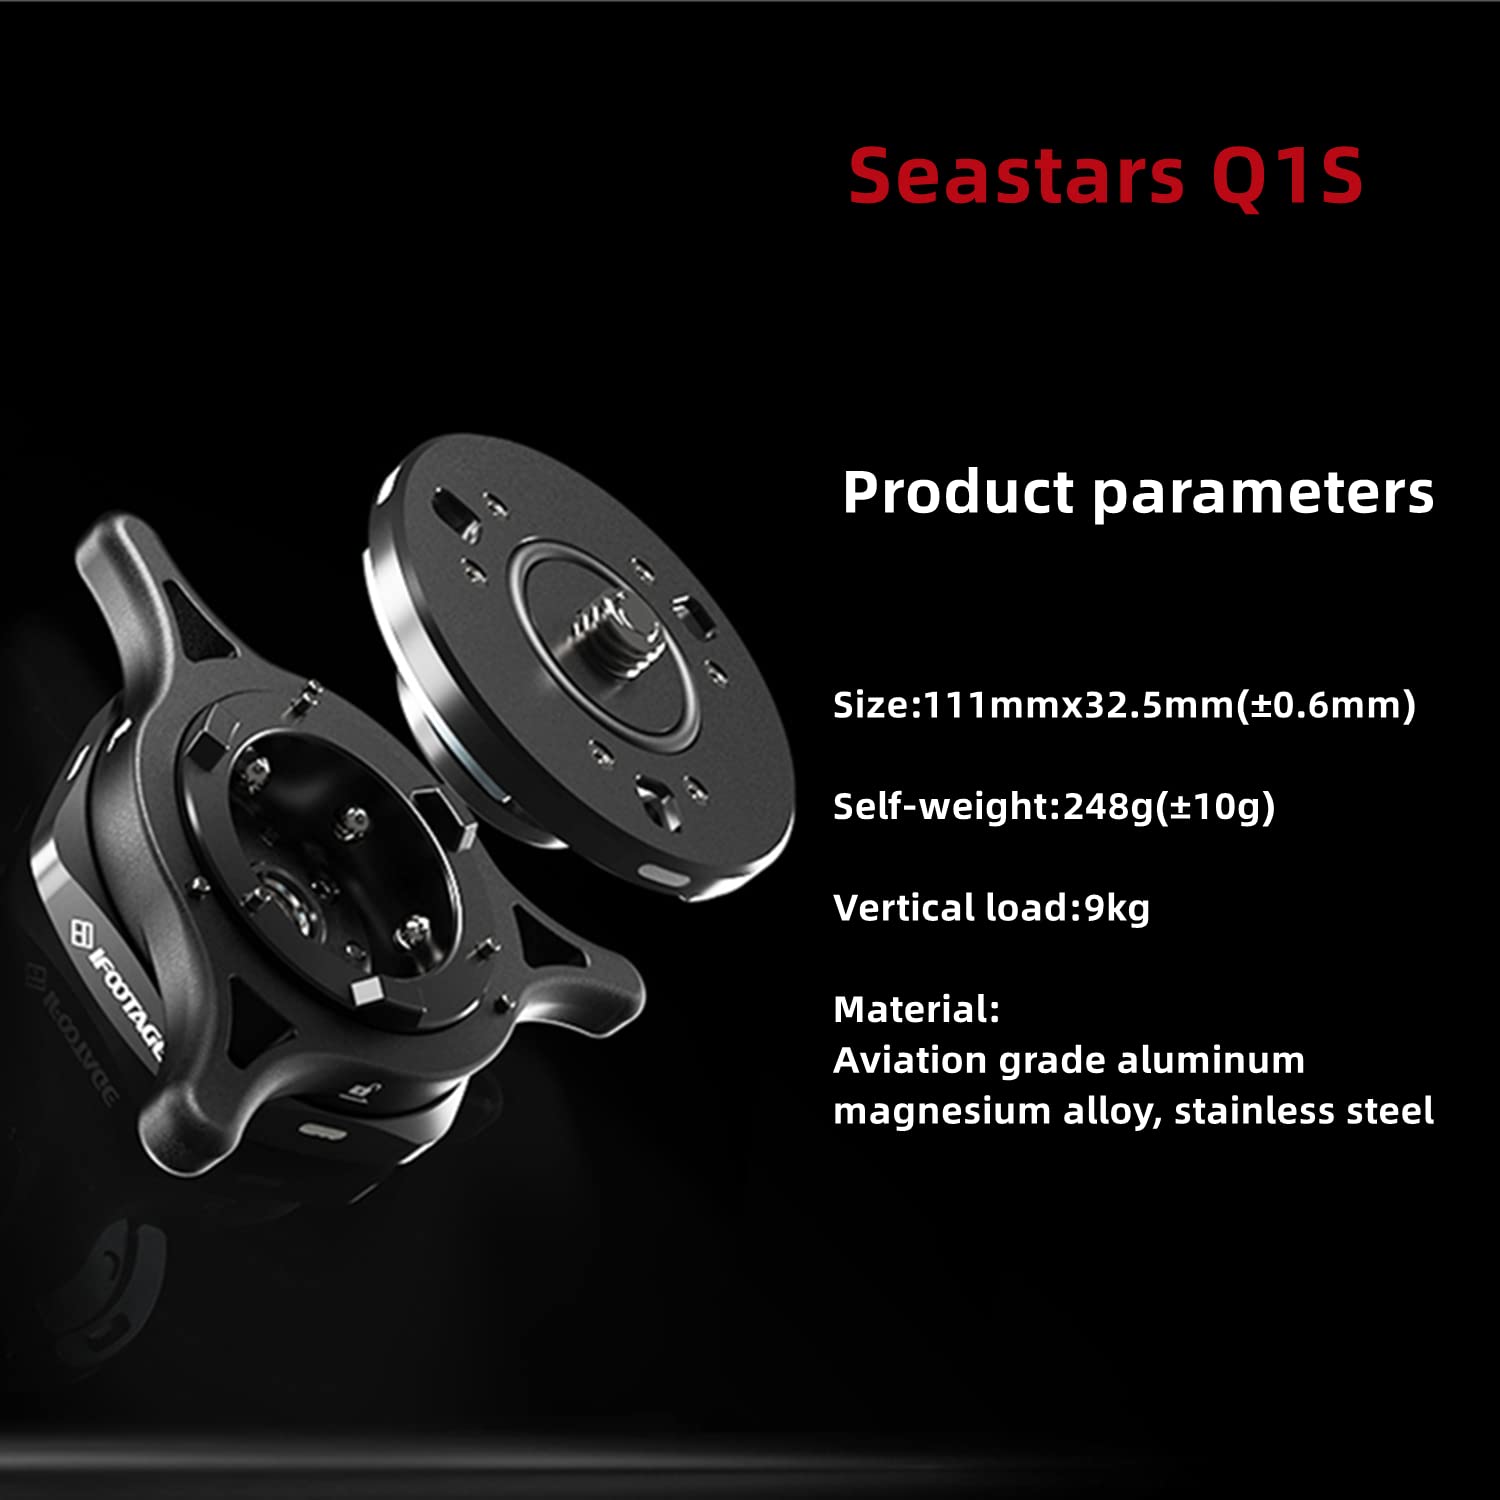 Seastars Q1S
Product parameters
Size:111mmx32.5mm(±0.6mm)
Self-weight:248g(±10g)
Vertical load:9kg
Material:
Aviation grade aluminum
magnesium alloy, stainless steel
IFOOTAGE